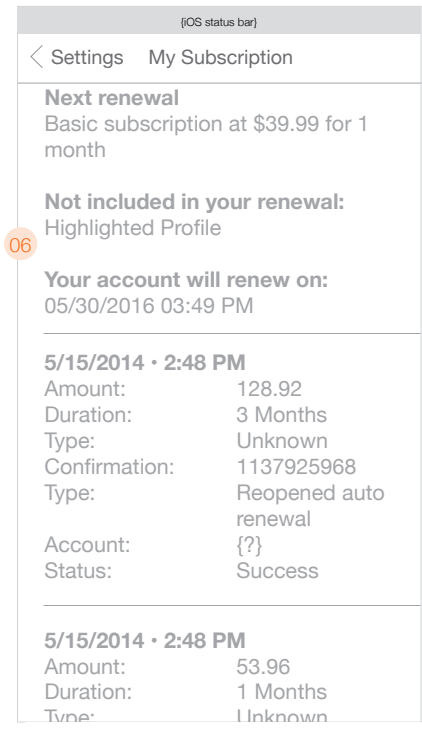 {iOS status bar}
Settings My Subscription
Next renewal
Basic subscription at $39.99 for 1
month
Not included in your renewal:
Highlighted Profile
06
Your account will renew on:
05/30/2016 03:49 PM
5/15/2014 • 2:48 PM
Amount: 128.92
Duration: 3 Months
Type: Unknown
Confirmation: 1137925968
Type: Reopened auto
renewal
Account: {?}
Status: Success
5/15/2014 • 2:48 PM
Amount: 53.96
Duration: 1 Months
Type: Unknown